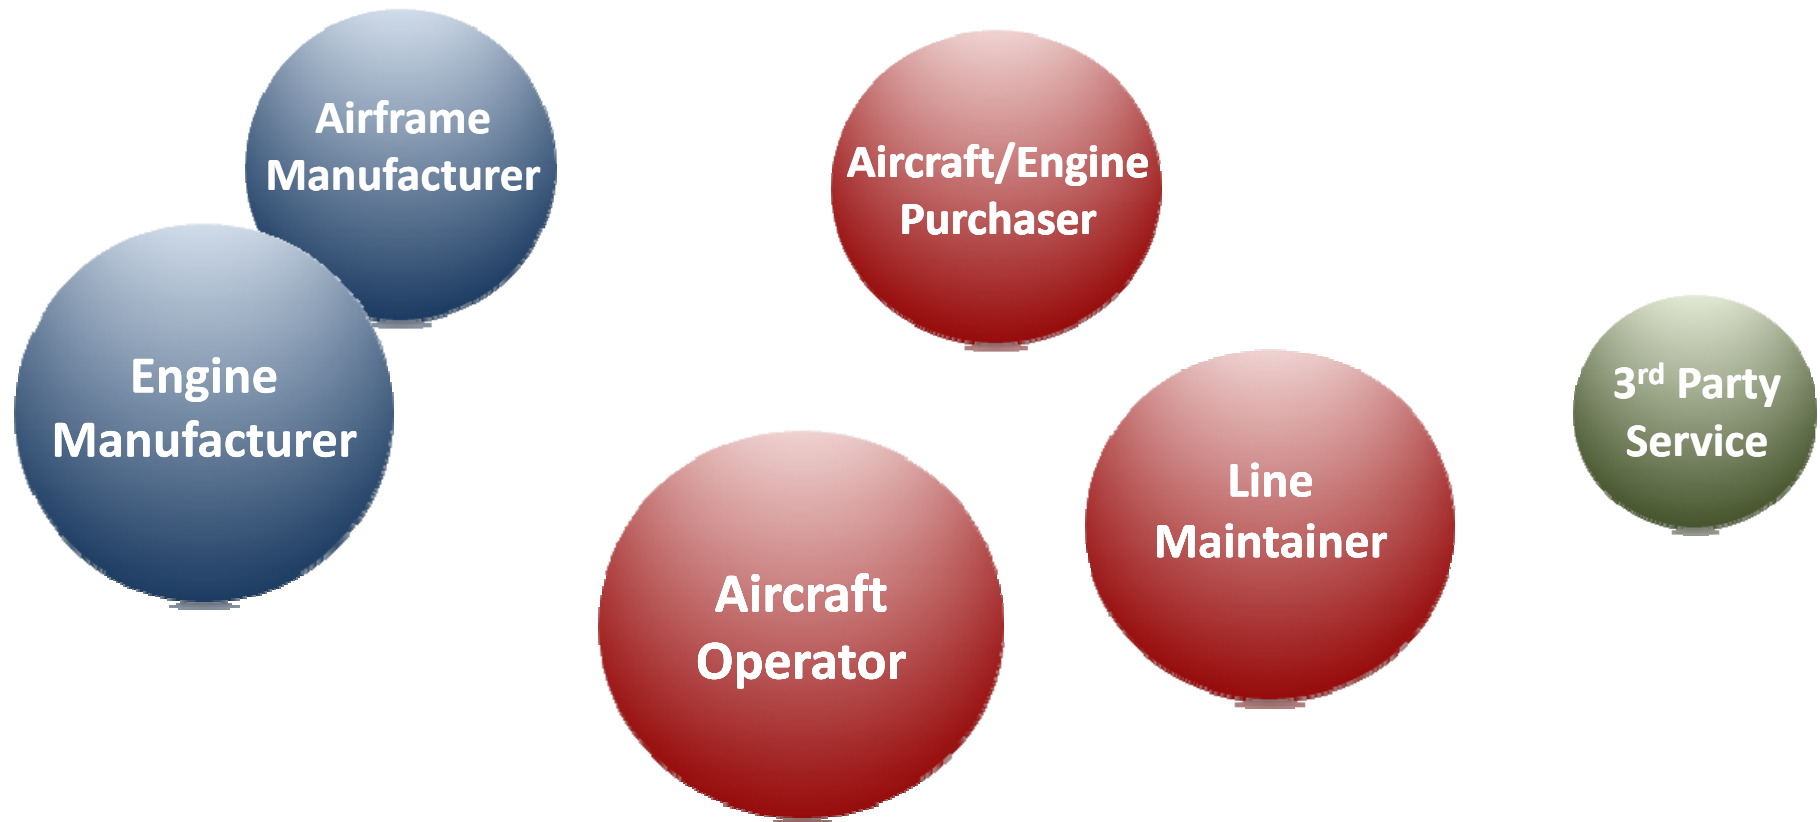 Airframe
Manufacturer
Engine
Manufacturer
Aircraft/Engine
Purchaser
Aircraft
Operator
Line
Maintainer
3rd Party
Service